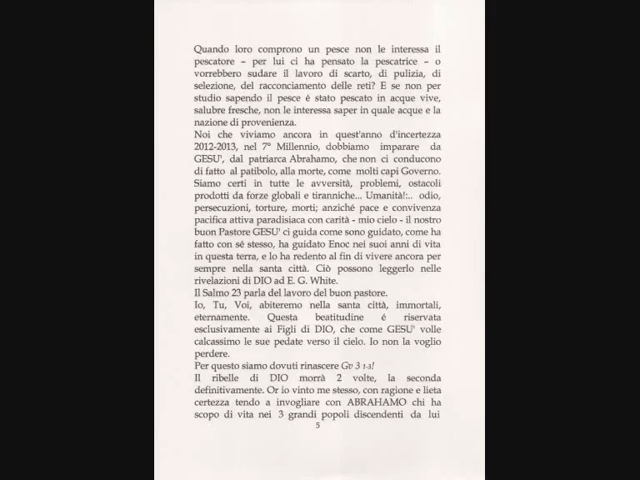 Quando loro comprono un pesce non le interessa il
pescatore – per lui ci ha pensato la pescatrice – o
vorrebbero sudare il lavoro di scarto, di pulizia, di
selezione, del racconciamento delle reti? E se non per
studio sapendo il pesce è stato pescato in acque vive,
salubre fresche, non le interessa saper in quale acque e la
nazione di provenienza.
Noi che viviamo ancora in quest'anno d'incertezza
2012-2013, nel 7° Millennio, dobbiamo imparare da
GESU', dal patriarca Abrahamo, che non ci conducono
di fatto al patibolo, alla morte, come molti capi Governo.
Siamo certi in tutte le avversità, problemi, ostacoli
prodotti da forze globali e tiranniche... Umanità!:.. odio,
persecuzioni, torture, morti; anziché pace e convivenza
pacifica attiva paradisiaca con carità - mio cielo - il nostro
buon Pastore GESU' ci guida come sono guidato, come ha
fatto con sé stesso, ha guidato Enoc nei suoi anni di vita
in questa terra, e lo ha redento al fin di vivere ancora per
sempre nella santa città. Ciò possono leggerlo nelle
rivelazioni di DIO ad E. G. White.
Il Salmo 23 parla del lavoro del buon pastore.
Io, Tu, Voi, abiteremo nella santa città, immortali,
eternamente. Questa beatitudine é riservata
esclusivamente ai Figli di DIO, che come GESU' volle
calcassimo le sue pedate verso il cielo. Io non la voglio
perdere.
Per questo siamo dovuti rinascere Gv 3 1-a!
Il ribelle di DIO morrà 2 volte, la seconda
definitivamente. Or io vinto me stesso, con ragione e lieta
certezza tendo a invogliare con ABRAHAMO chi ha
scopo di vita nei 3 grandi popoli discendenti da lui
5